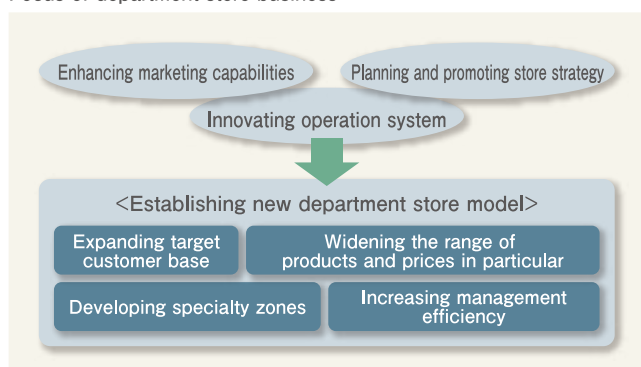 Enhancing marketing capabilities
Planning and promoting store strategy
Innovating operation system
<Establishing new department store model>
Expanding target
customer base
Widening the range of
products and prices in particular
Developing specialty zones
Increasing management
efficiency